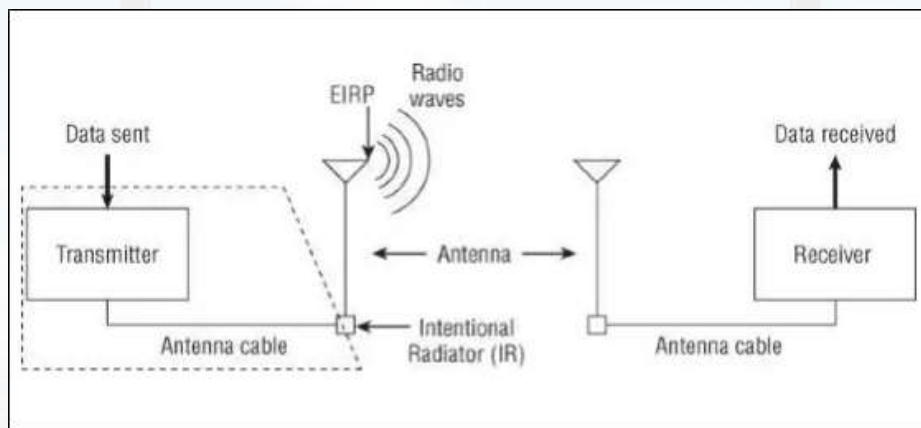 Radio
waves
EIRP
Data sent
Data received
Transmitter
Antenna
Receiver
Antenna cable
Intentional
Radiator (IR)
Antenna cable